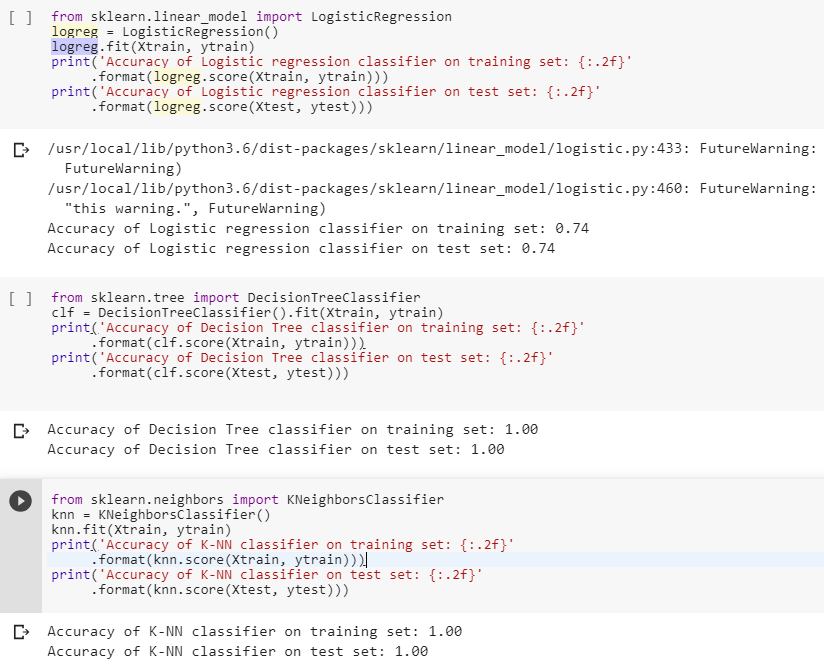 [ ] from sklearn.linear_model import LogisticRegression
logreg = LogisticRegression()
logreg.fit(Xtrain, ytrain)
print('Accuracy of Logistic regression classifier on training set: {:.2f}'
.format(logreg.score(Xtrain, ytrain)))
print('Accuracy of Logistic regression classifier on test set: {:.2f}'
.format(logreg.score(Xtest, ytest)))
/usr/local/lib/python3.6/dist-packages/sklearn/linear_model/logistic.py:433: FutureWarning:
FutureWarning)
/usr/local/lib/python3.6/dist-packages/sklearn/linear_model/logistic.py:460: FutureWarning:
"this warning.", FutureWarning)
Accuracy of Logistic regression classifier on training set: 0.74
Accuracy of Logistic regression classifier on test set: 0.74
[ ] from sklearn.tree import DecisionTreeClassifier
clf = DecisionTreeClassifier().fit(Xtrain, ytrain)
print('Accuracy of Decision Tree classifier on training set: {:.2f}'
.format(clf.score(Xtrain, ytrain)))
print('Accuracy of Decision Tree classifier on test set: {:.2f}'
.format(clf.score(Xtest, ytest)))
Accuracy of Decision Tree classifier on training set: 1.00
Accuracy of Decision Tree classifier on test set: 1.00
from sklearn.neighbors import KNeighborsClassifier
knn = KNeighborsClassifier()
knn.fit(Xtrain, ytrain)
print('Accuracy of K-NN classifier on training set: {:.2f}'
.format(knn.score(Xtrain, ytrain)))
print('Accuracy of K-NN classifier on test set: {:.2f}'
.format(knn.score(Xtest, ytest)))
Accuracy of K-NN classifier on training set: 1.00
Accuracy of K-NN classifier on test set: 1.00